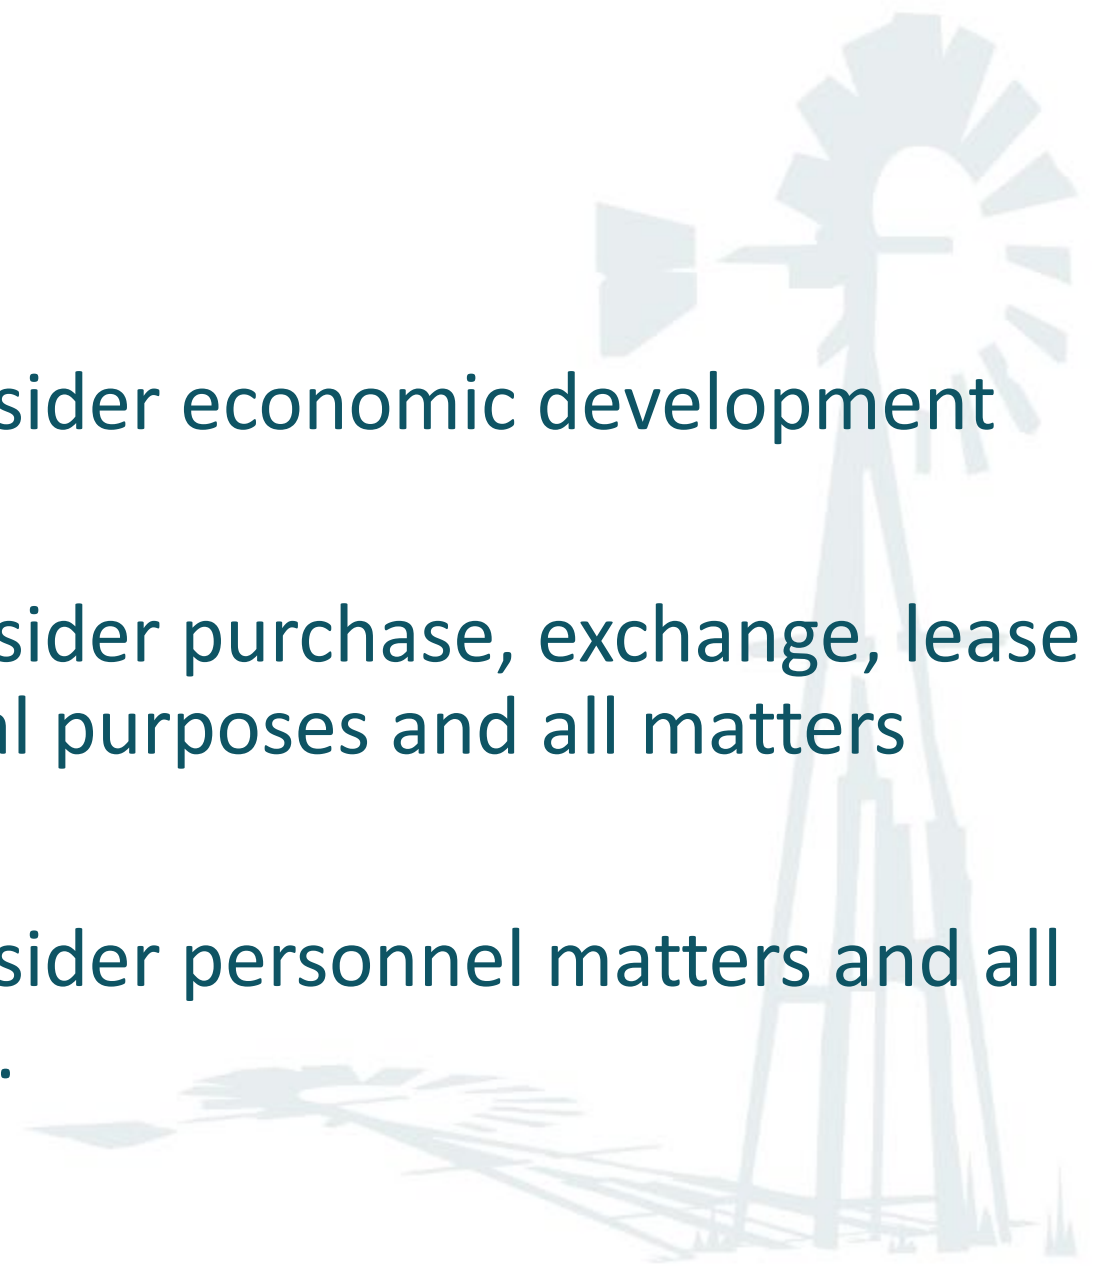 sider economic development
sider purchase, exchange, lease
l purposes and all matters
sider personnel matters and all
.